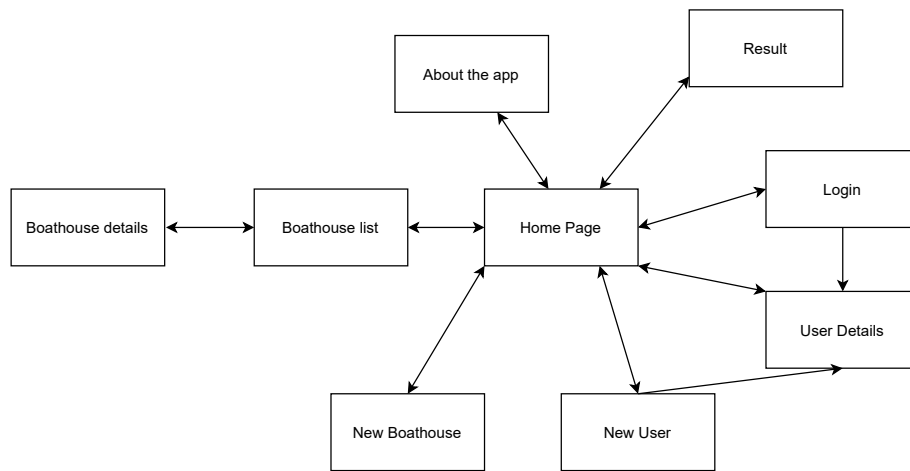 Result
About the app
Login
Boathouse details
Boathouse list
Home Page
User Details
New Boathouse
New User